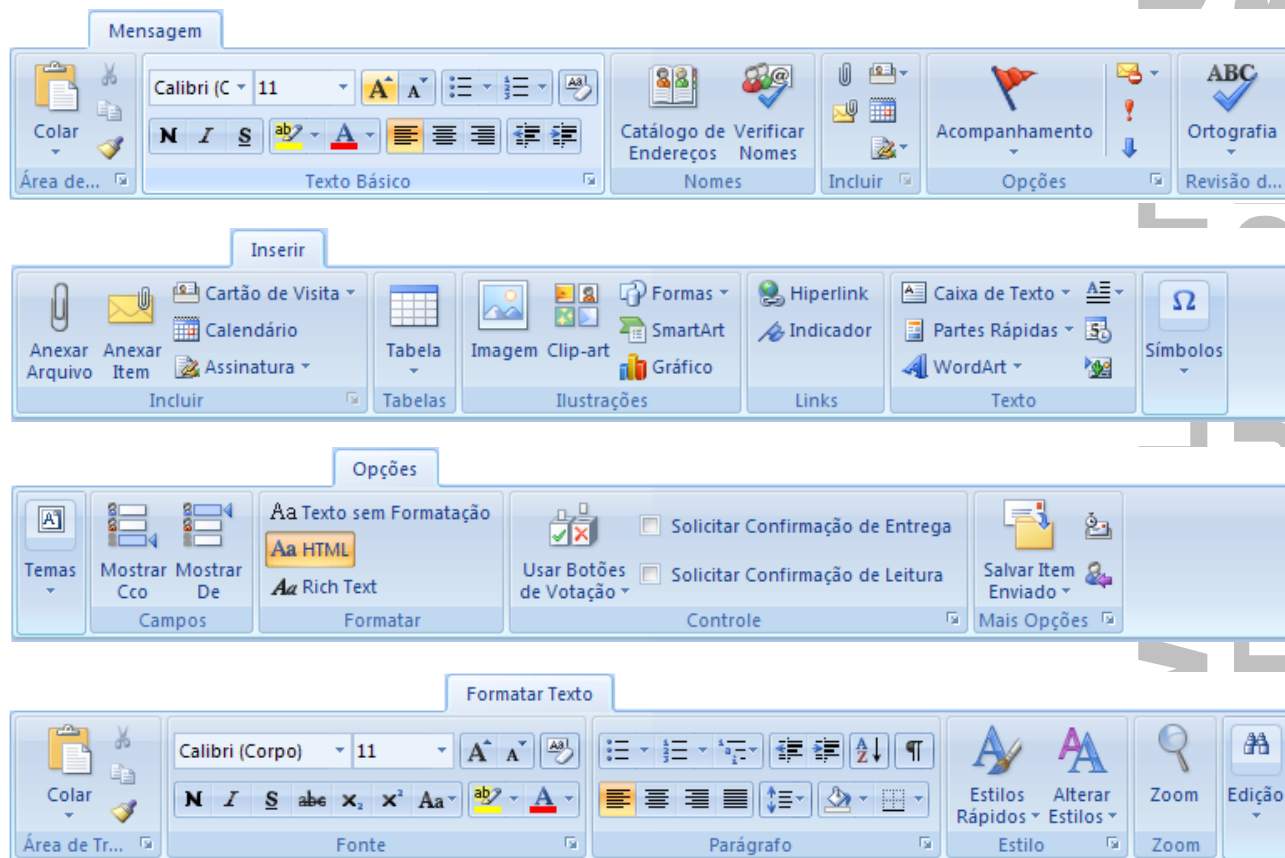 Mensagem
Calibri (C 11
N I S
Colar
Catálogo de Endereços
Verificar Nomes
Acompanhamento
ABC
Ortografia
Área de...
Texto Básico
Nomes
Incluir
Opções
Revisão d...
Inserir
Anexar Arquivo
Anexar Item
Cartão de Visita
Calendário
Assinatura
Tabela
Imagem
Clip-art
Formas
SmartArt
Gráfico
Hiperlink
Indicador
Caixa de Texto
Partes Rápidas
WordArt
Ω
Símbolos
Incluir
Tabelas
Ilustrações
Links
Texto
Opções
Temas
Mostrar Cco
Mostrar De
Aa Texto sem Formatação
Aa HTML
Aa Rich Text
Usar Botões de Votação
Solicitar Confirmação de Entrega
Solicitar Confirmação de Leitura
Salvar Item Enviado
Campos
Formatar
Controle
Mais Opções
Formatar Texto
Colar
Calibri (Corpo) 11
N I S abc x₂ x² Aa
Estilos Rápidos
Alterar Estilos
Zoom
Edição
Área de Tr...
Fonte
Parágrafo
Estilo
Zoom